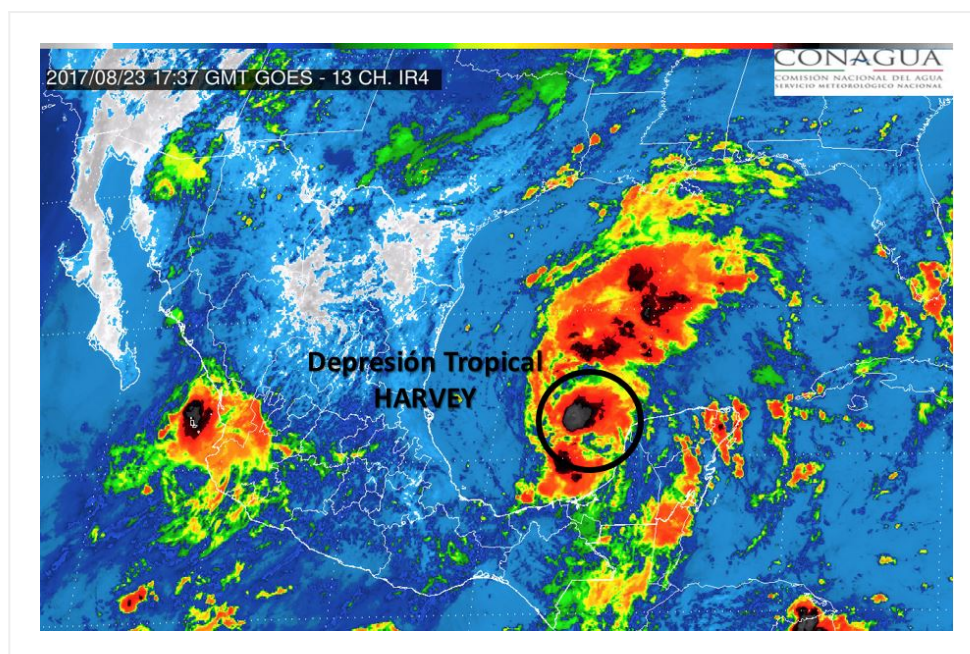 2017/08/23 17:37 GMT GOES - 13 CH. IR4
CONAGUA
COMISIÓN NACIONAL DEL AGUA
SERVICIO METEOROLÓGICO NACIONAL
Depresión Tropical
HARVEY